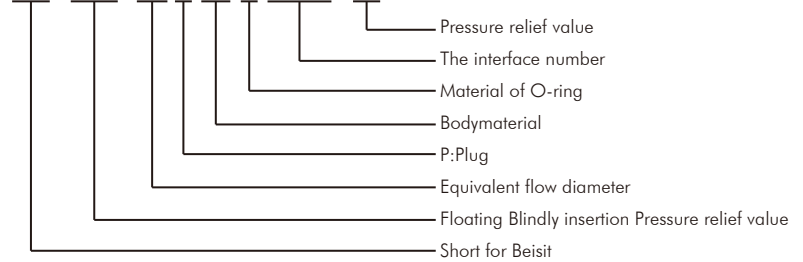 Pressure relief value
The interface number
Material of O-ring
Bodymaterial
P:Plug
Equivalent flow diameter
Floating Blindly insertion Pressure relief value
Short for Beisit